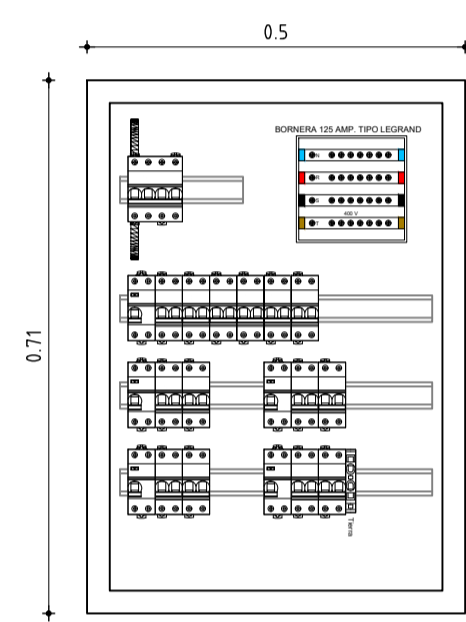 0.5
0.71
BORNERA 125 AMP. TIPO LEGRAND
N
R
S
400 V
T
Tierra